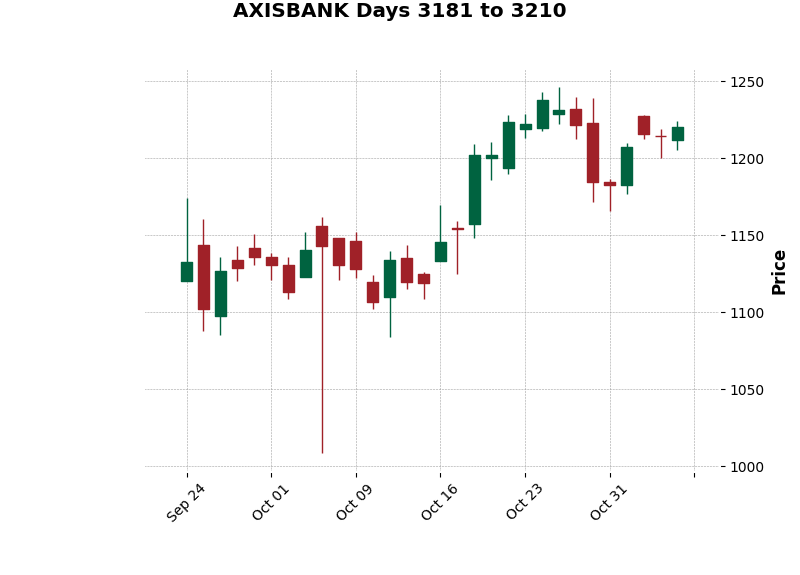 AXISBANK Days 3181 to 3210
1250
1200
1150
1100
1050
1000
Price
Sep 24
Oct 01
Oct 09
Oct 16
Oct 23
Oct 31